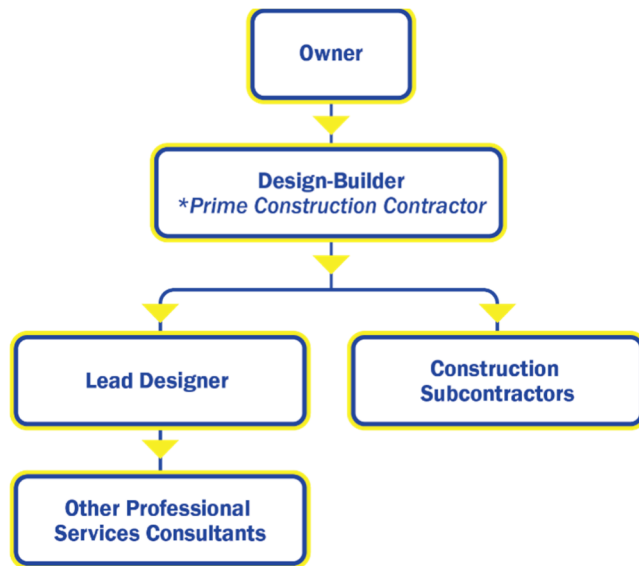 Owner
Design-Builder
*Prime Construction Contractor
Lead Designer
Construction
Subcontractors
Other Professional
Services Consultants